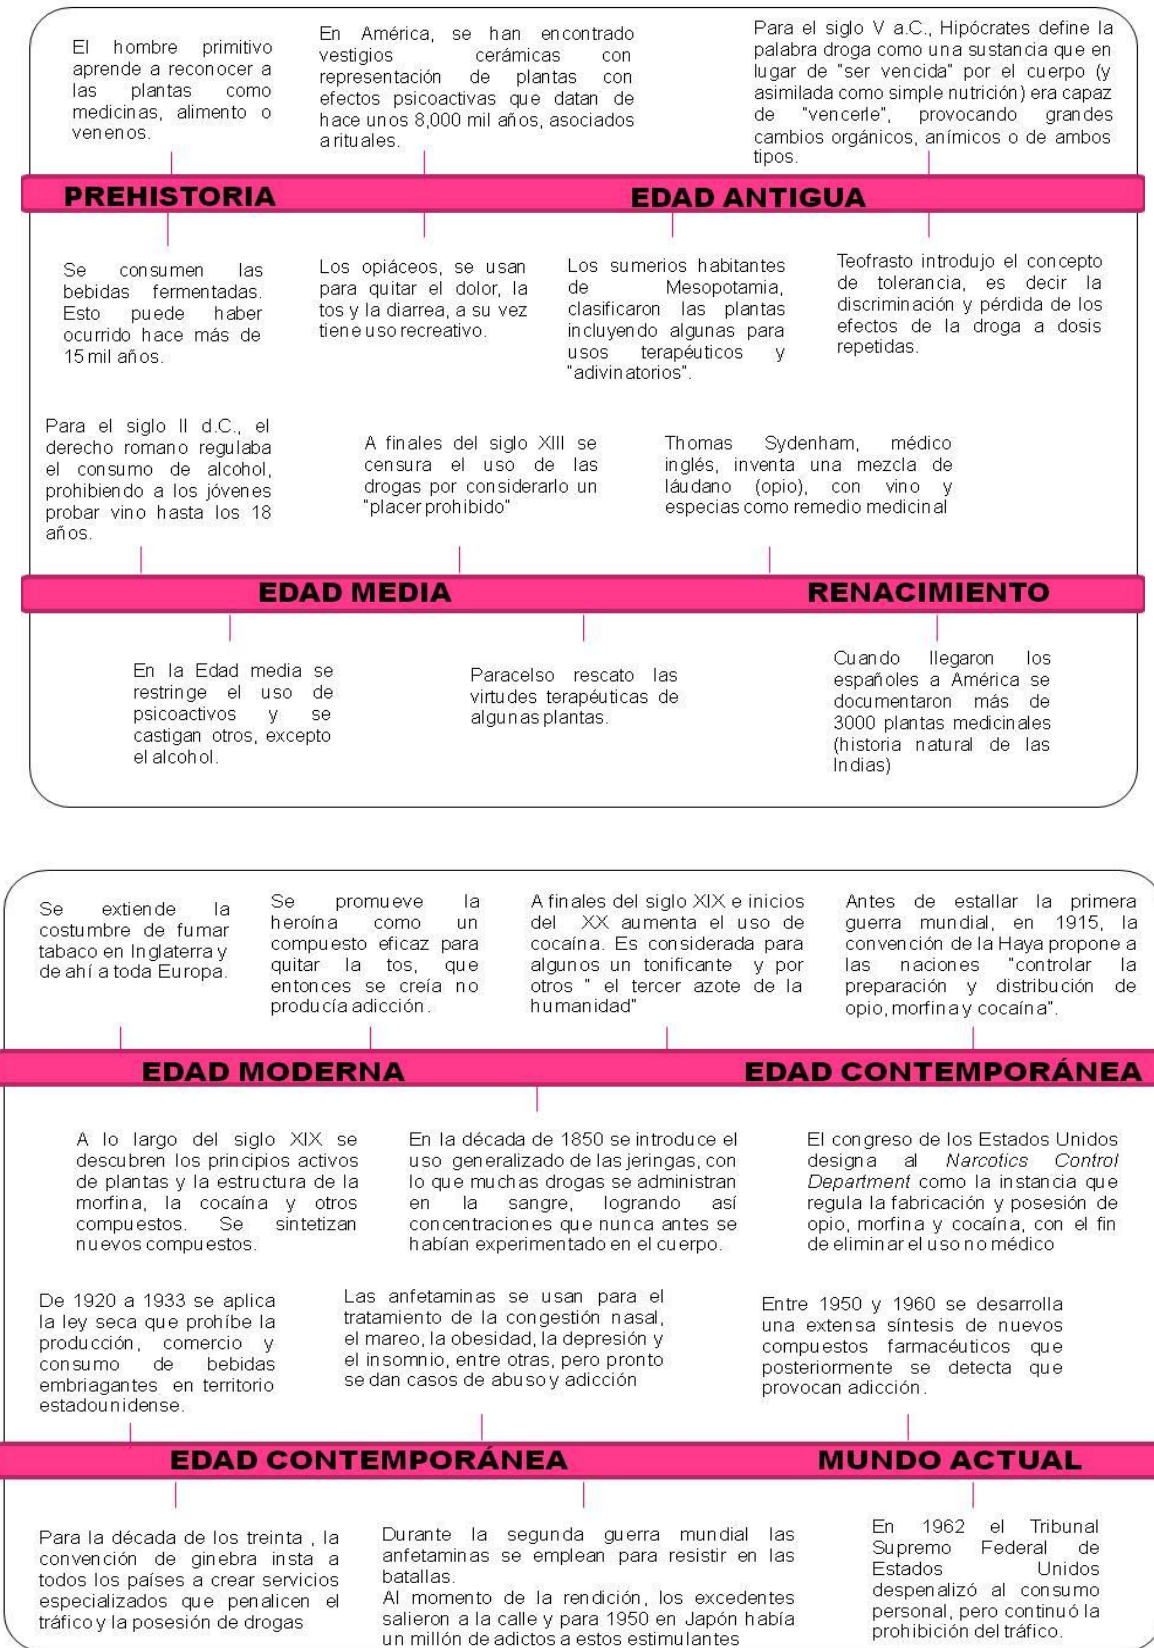 El hombre primitivo
aprende a reconocer a
las plantas como
medicinas, alimento o
venenos.
En América, se han encontrado
vestigios cerámicas con
representación de plantas con
efectos psicoactivas que datan de
hace unos 8,000 mil años, asociados
a rituales.
Para el siglo V a.C., Hipócrates define la
palabra droga como una sustancia que en
lugar de "ser vencida" por el cuerpo (y
asimilada como simple nutrición) era capaz
de "vencerle", provocando grandes
cambios orgánicos, anímicos o de ambos
tipos.
PREHISTORIA
EDAD ANTIGUA
Se consumen las
bebidas fermentadas.
Esto puede haber
ocurrido hace más de
15 mil años.
Los opiáceos, se usan
para quitar el dolor, la
tos y la diarrea, a su vez
tiene uso recreativo.
Los sumerios habitantes
de Mesopotamia,
clasificaron las plantas
incluyendo algunas para
usos terapéuticos y
"adivinatorios".
Teofrasto introdujo el concepto
de tolerancia, es decir la
discriminación y pérdida de los
efectos de la droga a dosis
repetidas.
Para el siglo II d.C., el
derecho romano regulaba
el consumo de alcohol,
prohibiendo a los jóvenes
probar vino hasta los 18
años.
A finales del siglo XIII se
censura el uso de las
drogas por considerarlo un
"placer prohibido"
Thomas Sydenham, médico
inglés, inventa una mezcla de
láudano (opio), con vino y
especias como remedio medicinal
EDAD MEDIA
RENACIMIENTO
En la Edad media se
restringe el uso de
psicoactivos y se
castigan otros, excepto
el alcohol.
Paracelso rescato las
virtudes terapéuticas de
algunas plantas.
Cuando llegaron los
españoles a América se
documentaron más de
3000 plantas medicinales
(historia natural de las
Indias)
Se extiende la
costumbre de fumar
tabaco en Inglaterra y
de ahí a toda Europa.
Se promueve la
heroína como un
compuesto eficaz para
quitar la tos, que
entonces se creía no
producía adicción.
A finales del siglo XIX e inicios
del XX aumenta el uso de
cocaína. Es considerada para
algunos un tonificante y por
otros " el tercer azote de la
humanidad"
Antes de estallar la primera
guerra mundial, en 1915, la
convención de la Haya propone a
las naciones "controlar la
preparación y distribución de
opio, morfina y cocaína".
EDAD MODERNA
EDAD CONTEMPORÁNEA
A lo largo del siglo XIX se
descubren los principios activos
de plantas y la estructura de la
morfina, la cocaína y otros
compuestos. Se sintetizan
nuevos compuestos.
En la década de 1850 se introduce el
uso generalizado de las jeringas, con
lo que muchas drogas se administran
en la sangre, logrando así
concentraciones que nunca antes se
habían experimentado en el cuerpo.
El congreso de los Estados Unidos
designa al Narcotics Control
Department como la instancia que
regula la fabricación y posesión de
opio, morfina y cocaína, con el fin
de eliminar el uso no médico
De 1920 a 1933 se aplica
la ley seca que prohíbe la
producción, comercio y
consumo de bebidas
embriagantes en territorio
estadounidense.
Las anfetaminas se usan para el
tratamiento de la congestión nasal,
el mareo, la obesidad, la depresión y
el insomnio, entre otras, pero pronto
se dan casos de abuso y adicción
Entre 1950 y 1960 se desarrolla
una extensa síntesis de nuevos
compuestos farmacéuticos que
posteriormente se detecta que
provocan adicción.
EDAD CONTEMPORÁNEA
MUNDO ACTUAL
Para la década de los treinta , la
convención de ginebra insta a
todos los países a crear servicios
especializados que penalicen el
tráfico y la posesión de drogas
Durante la segunda guerra mundial las
anfetaminas se emplean para resistir en las
batallas.
Al momento de la rendición, los excedentes
salieron a la calle y para 1950 en Japón había
un millón de adictos a estos estimulantes
En 1962 el Tribunal
Supremo Federal de
Estados Unidos
despenalizó al consumo
personal, pero continuó la
prohibición del tráfico.